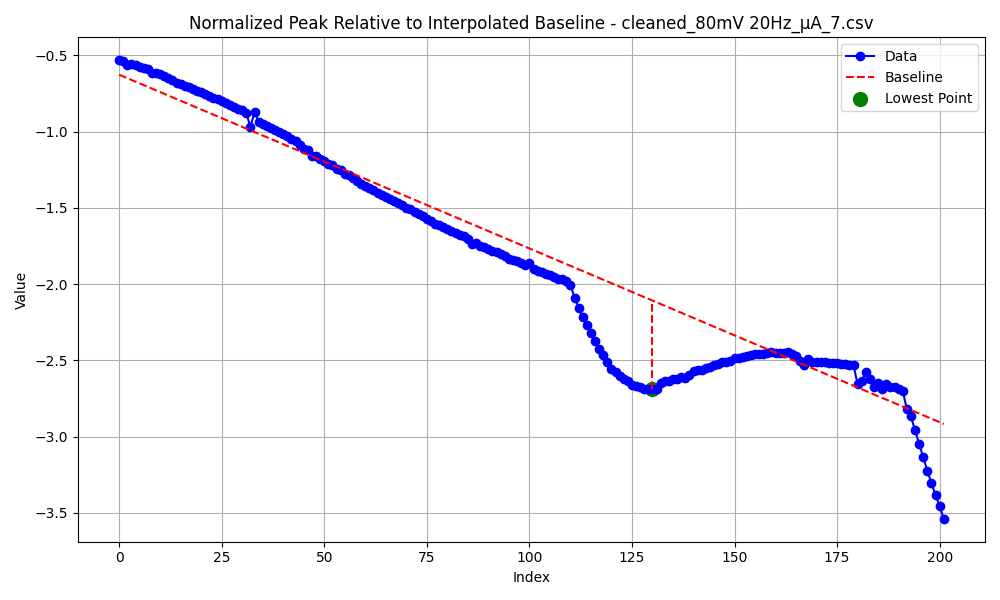 Normalized Peak Relative to Interpolated Baseline - cleaned_80mV 20Hz_μA_7.csv
Data
Baseline
Lowest Point
Value
−0.5
−1.0
−1.5
−2.0
−2.5
−3.0
−3.5
0 25 50 75 100 125 150 175 200
Index